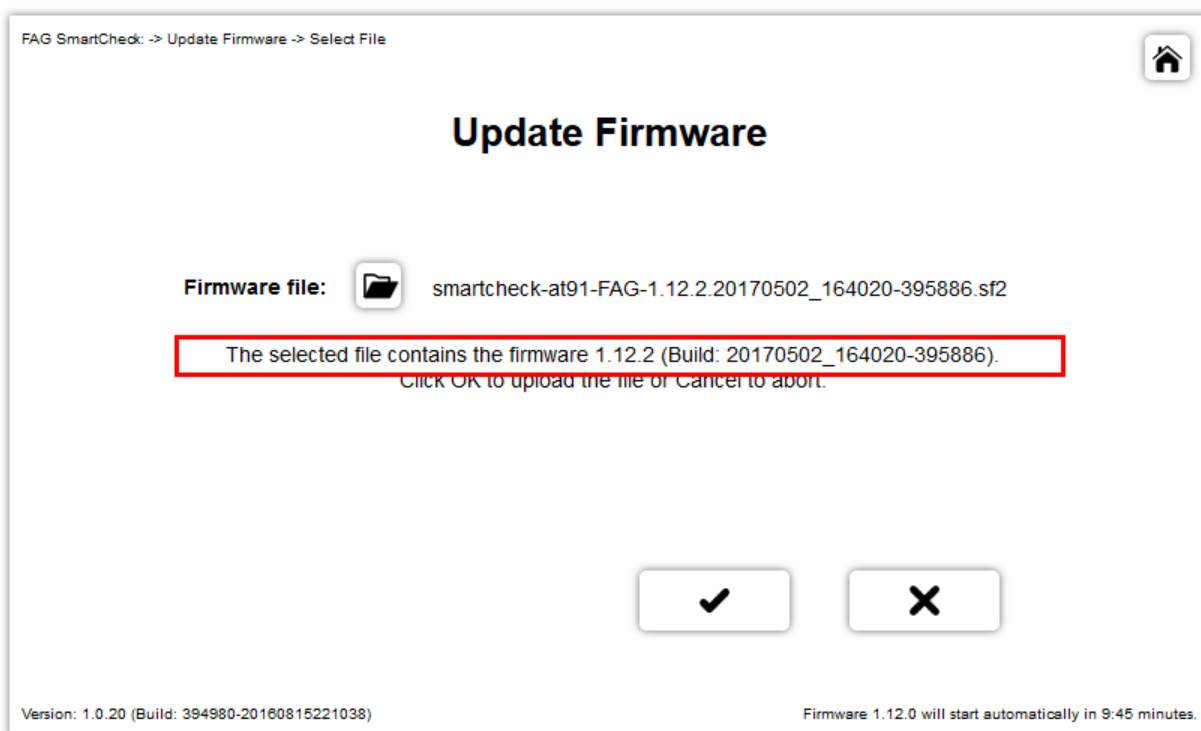 FAG SmartCheck: -> Update Firmware -> Select File
Update Firmware
Firmware file: smartcheck-at91-FAG-1.12.2.20170502_164020-395886.sf2
The selected file contains the firmware 1.12.2 (Build: 20170502_164020-395886).
Click OK to upload the file or Cancel to abort.
Version: 1.0.20 (Build: 394980-20160815221038) Firmware 1.12.0 will start automatically in 9:45 minutes.